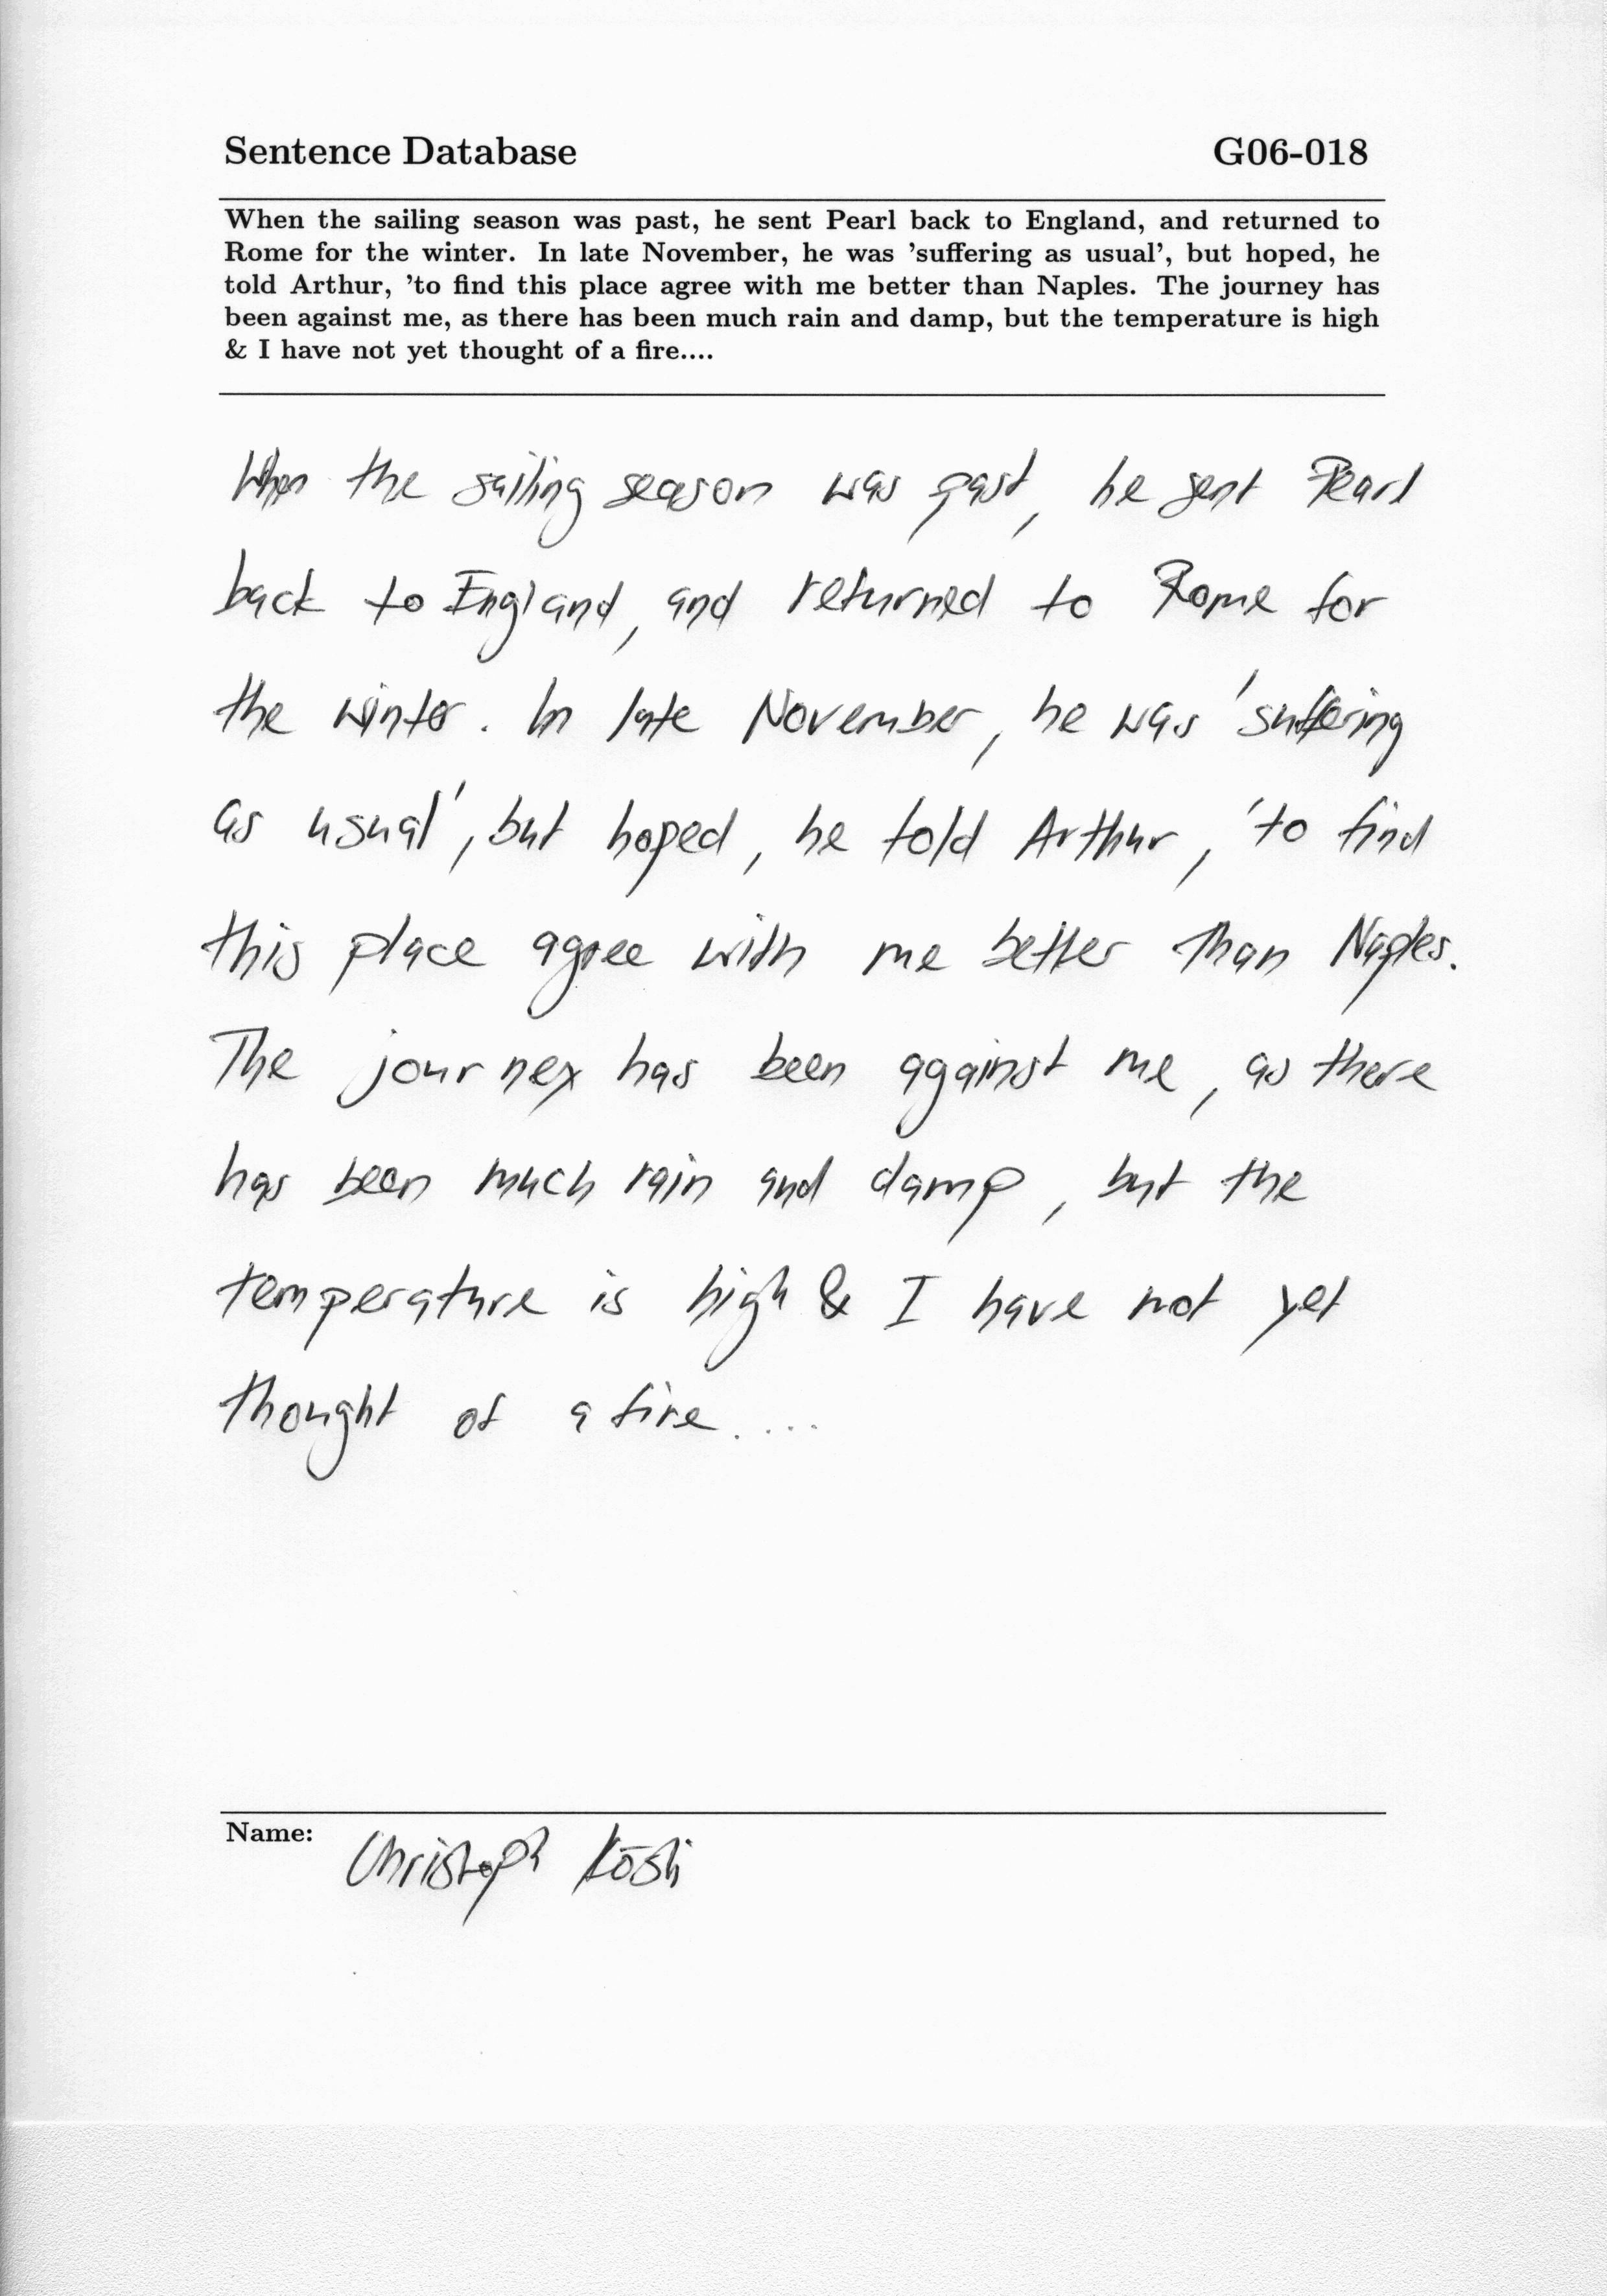 Sentence Database G06-018
When the sailing season was past, he sent Pearl back to England, and returned to
Rome for the winter. In late November, he was 'suffering as usual', but hoped, he
told Arthur, 'to find this place agree with me better than Naples. The journey has
been against me, as there has been much rain and damp, but the temperature is high
& I have not yet thought of a fire....
When the sailing season was past, he sent Pearl
back to England, and returned to Rome for
the winter. In late November, he was 'suffering
as usual', but hoped, he told Arthur, 'to find
this place agree with me better than Naples.
The journey has been against me, as there
has been much rain and damp, but the
temperature is high & I have not yet
thought of a fire....
Name: Christoph